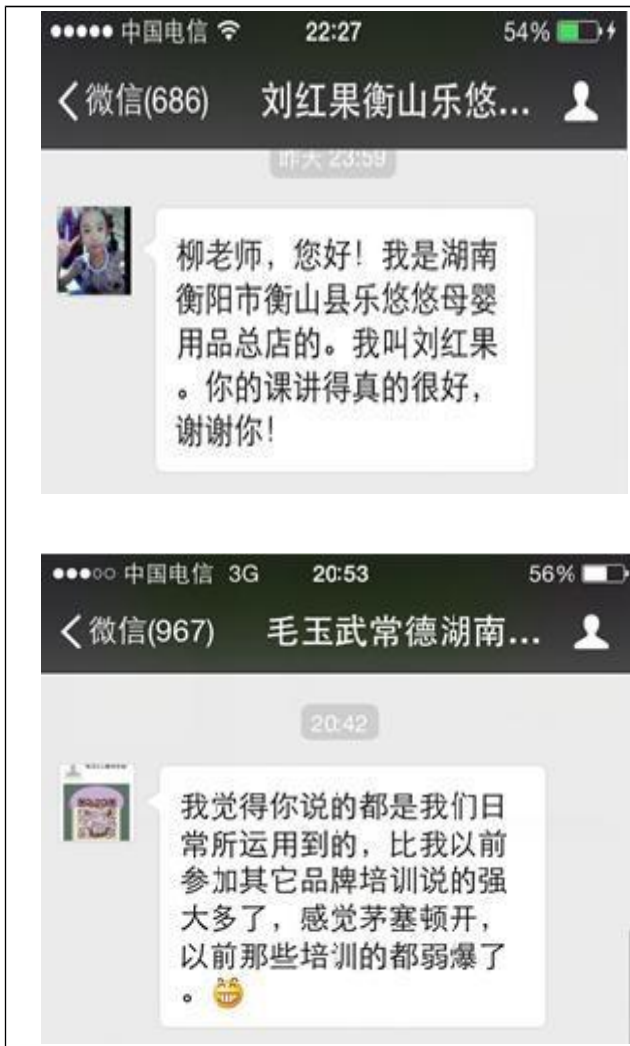 中国电信 22:27 54%
微信(686) 刘红果衡山乐悠...
昨天 23:59
柳老师，您好！我是湖南
衡阳市衡山县乐悠悠母婴
用品总店的。我叫刘红果
。你的课讲得真的很好，
谢谢你！
中国电信 3G 20:53 56%
微信(967) 毛玉武常德湖南...
20:42
我觉得你说的都是我们日
常所运用到的，比我以前
参加其它品牌培训说的强
大多了，感觉茅塞顿开，
以前那些培训的都弱爆了
。😁